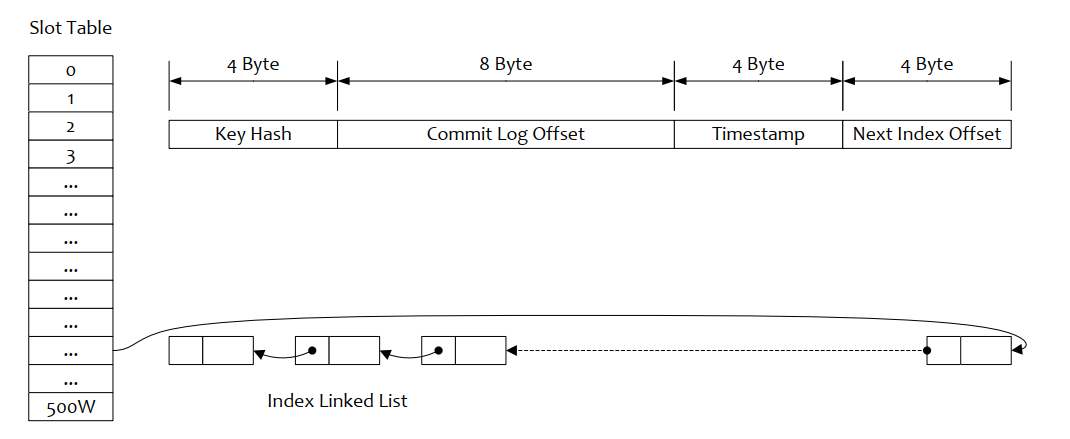 Slot Table
0
1
2
3
...
...
...
...
...
...
...
...
500W
4 Byte
8 Byte
4 Byte
4 Byte
Key Hash
Commit Log Offset
Timestamp
Next Index Offset
Index Linked List